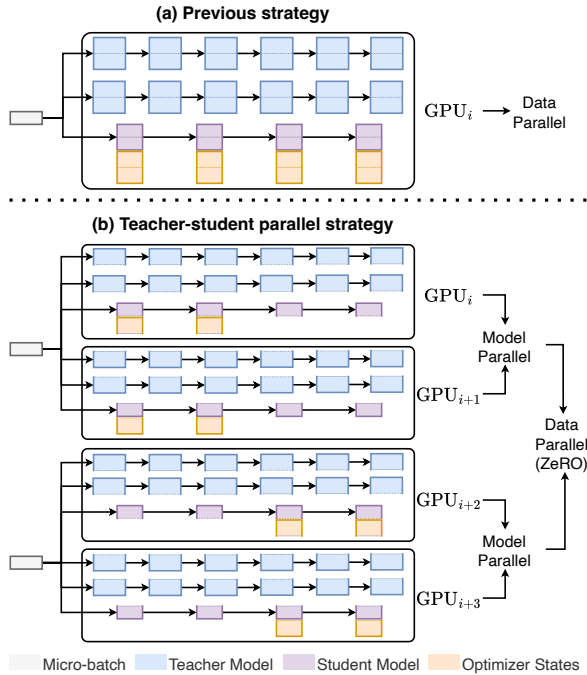 (a) Previous strategy
GPU_i
Data
Parallel
(b) Teacher-student parallel strategy
GPU_i
Model
Parallel
GPU_{i+1}
Data
Parallel
(ZeRO)
GPU_{i+2}
Model
Parallel
GPU_{i+3}
Micro-batch Teacher Model Student Model Optimizer States